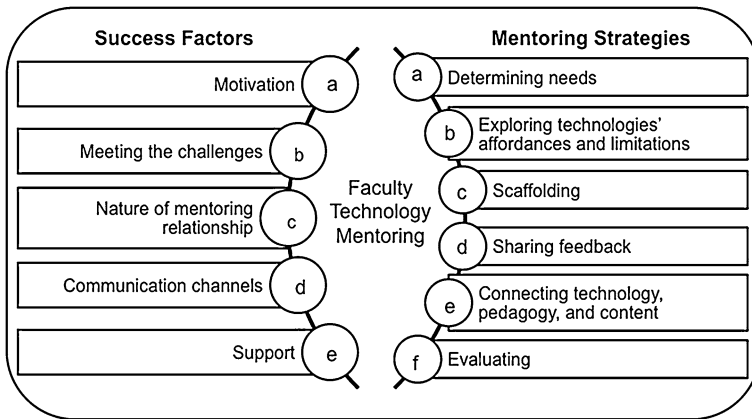 Success Factors
Motivation a
Meeting the challenges b
Nature of mentoring
relationship c
Communication channels d
Support e
Faculty
Technology
Mentoring
Mentoring Strategies
a Determining needs
b Exploring technologies'
affordances and limitations
c Scaffolding
d Sharing feedback
e Connecting technology,
pedagogy, and content
f Evaluating